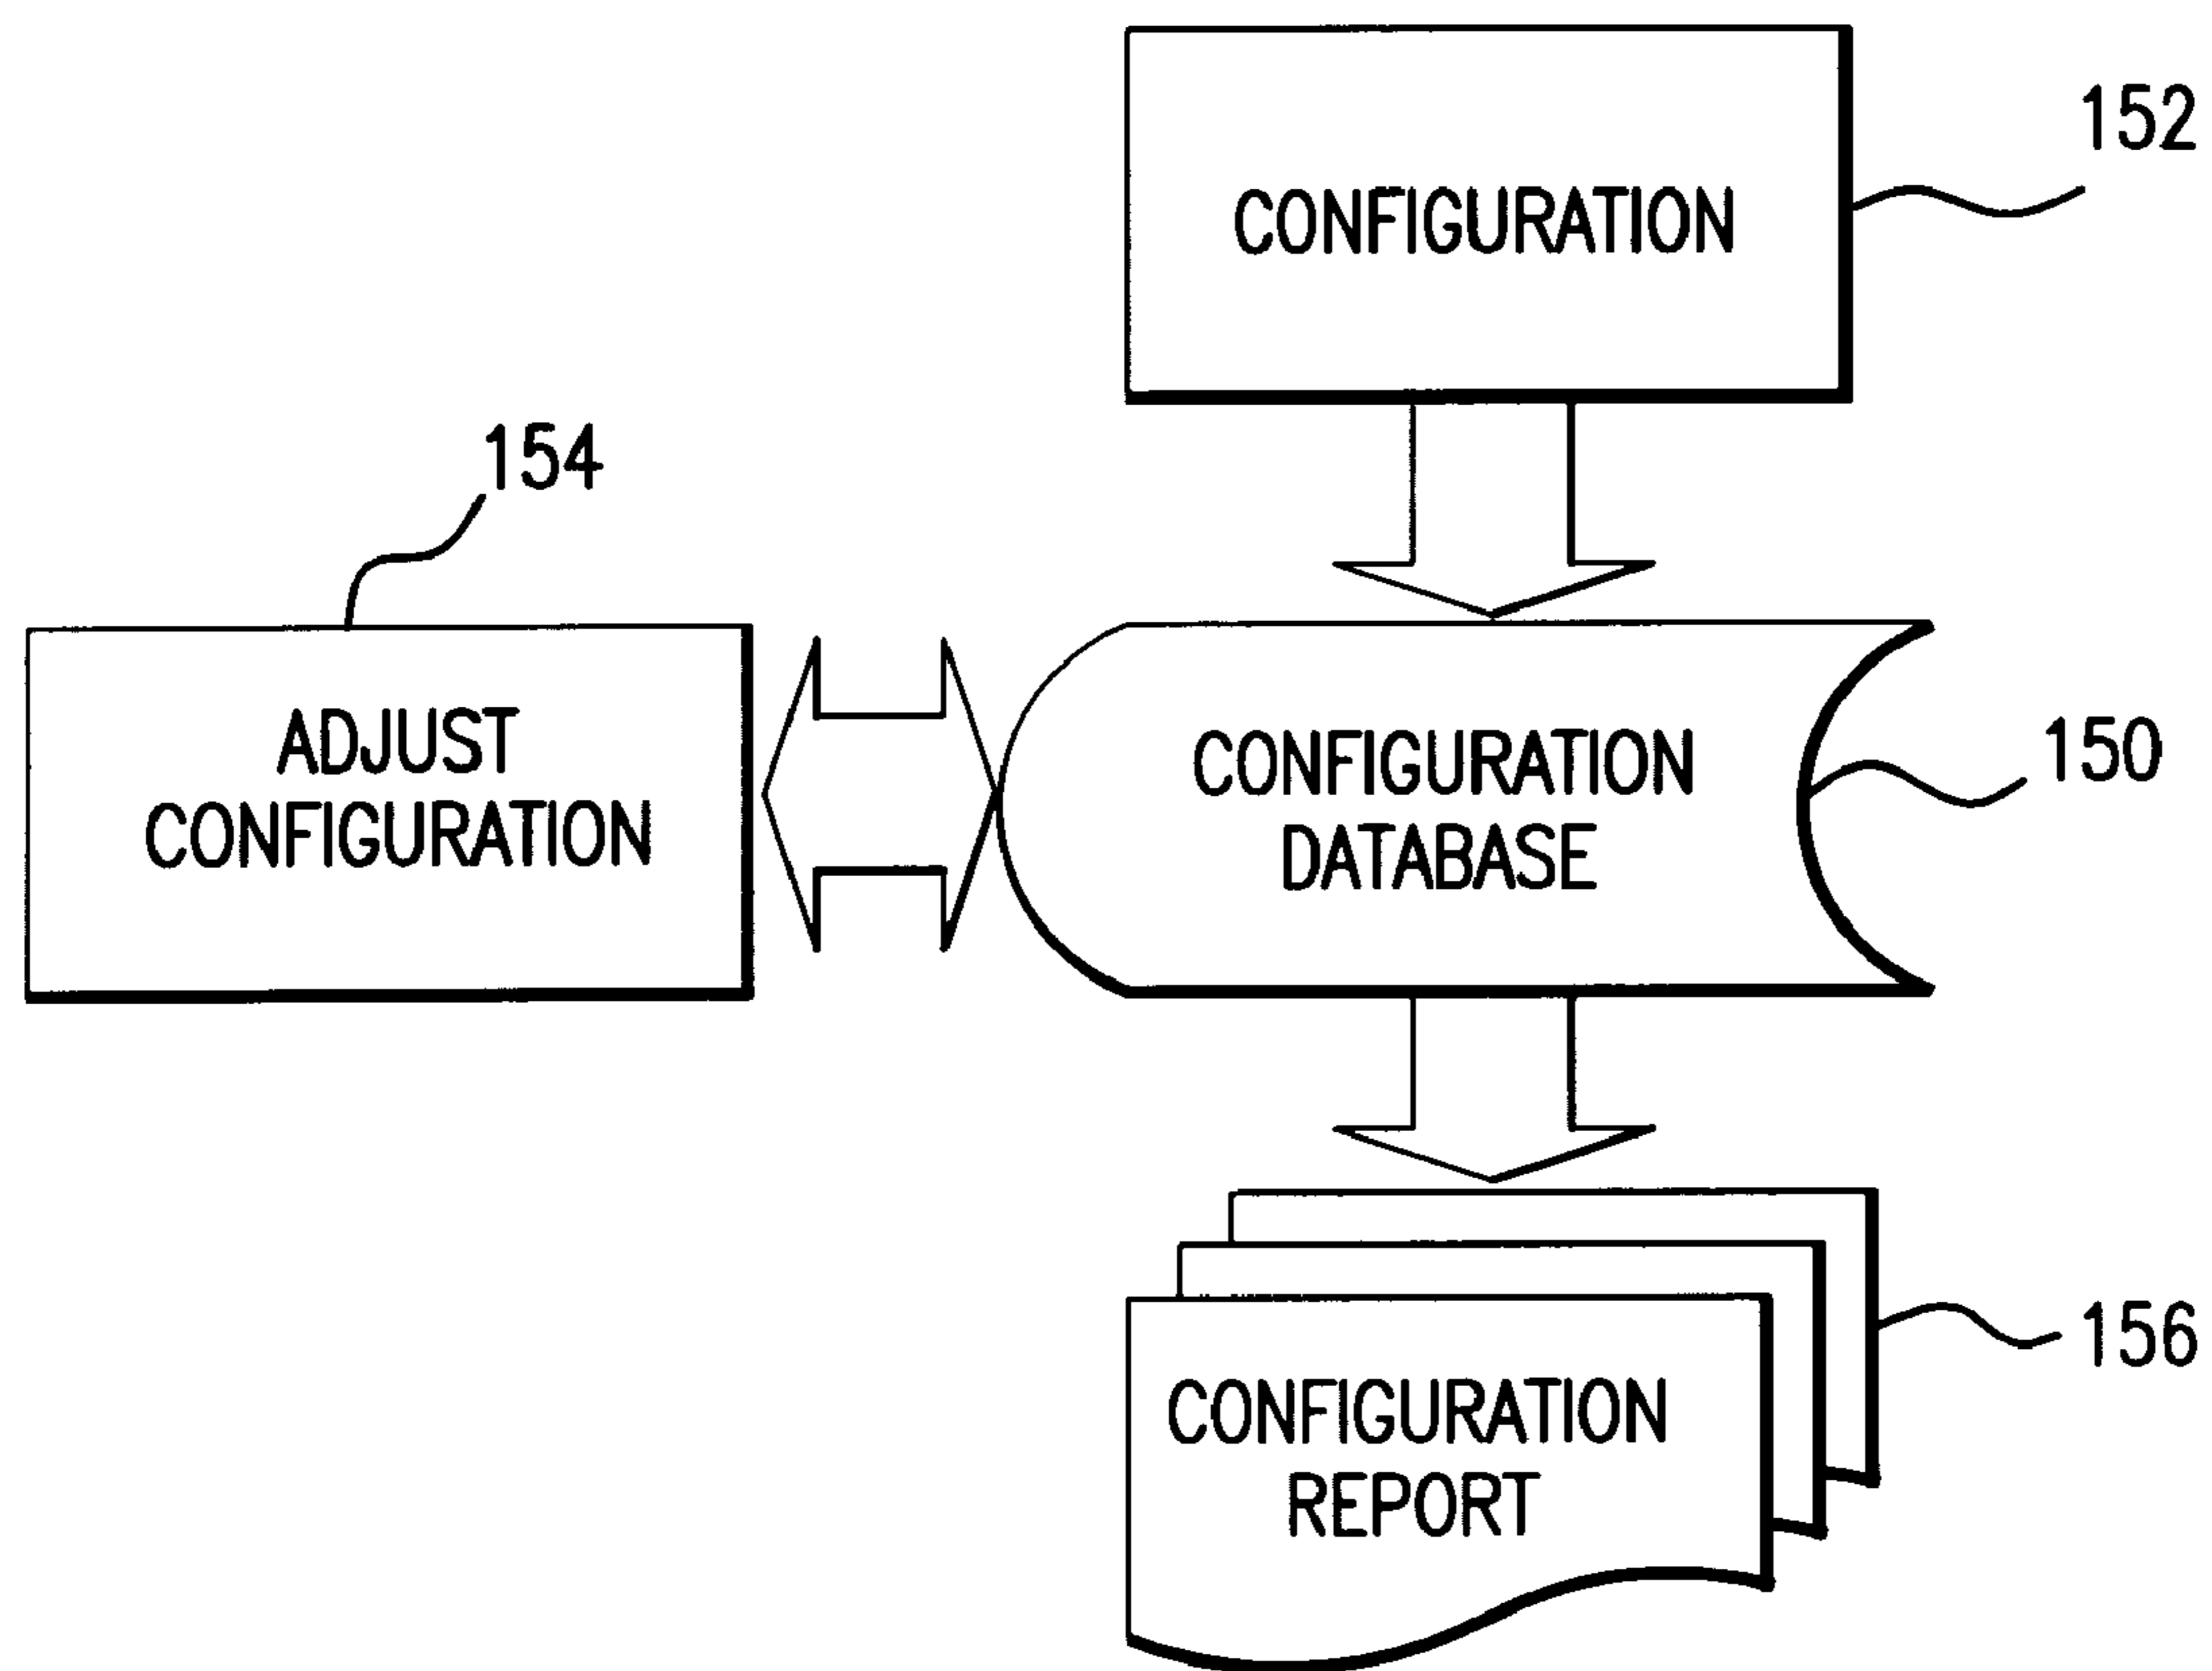 152
CONFIGURATION
154
ADJUST
CONFIGURATION
CONFIGURATION
DATABASE
150
156
CONFIGURATION
REPORT